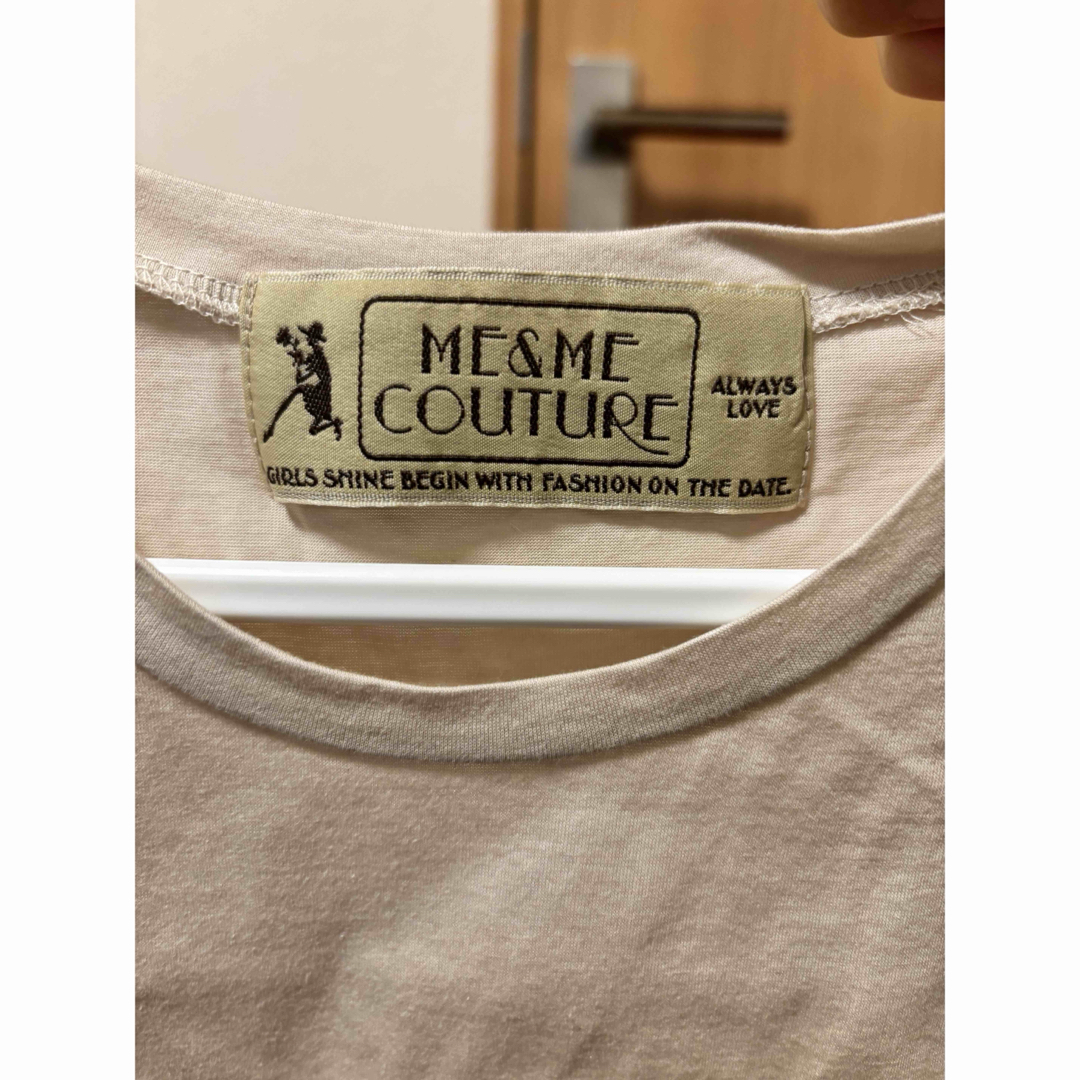 ME&ME
COUTURE
ALWAYS
LOVE
GIRLS SHINE BEGIN WITH FASHION ON THE DATE.